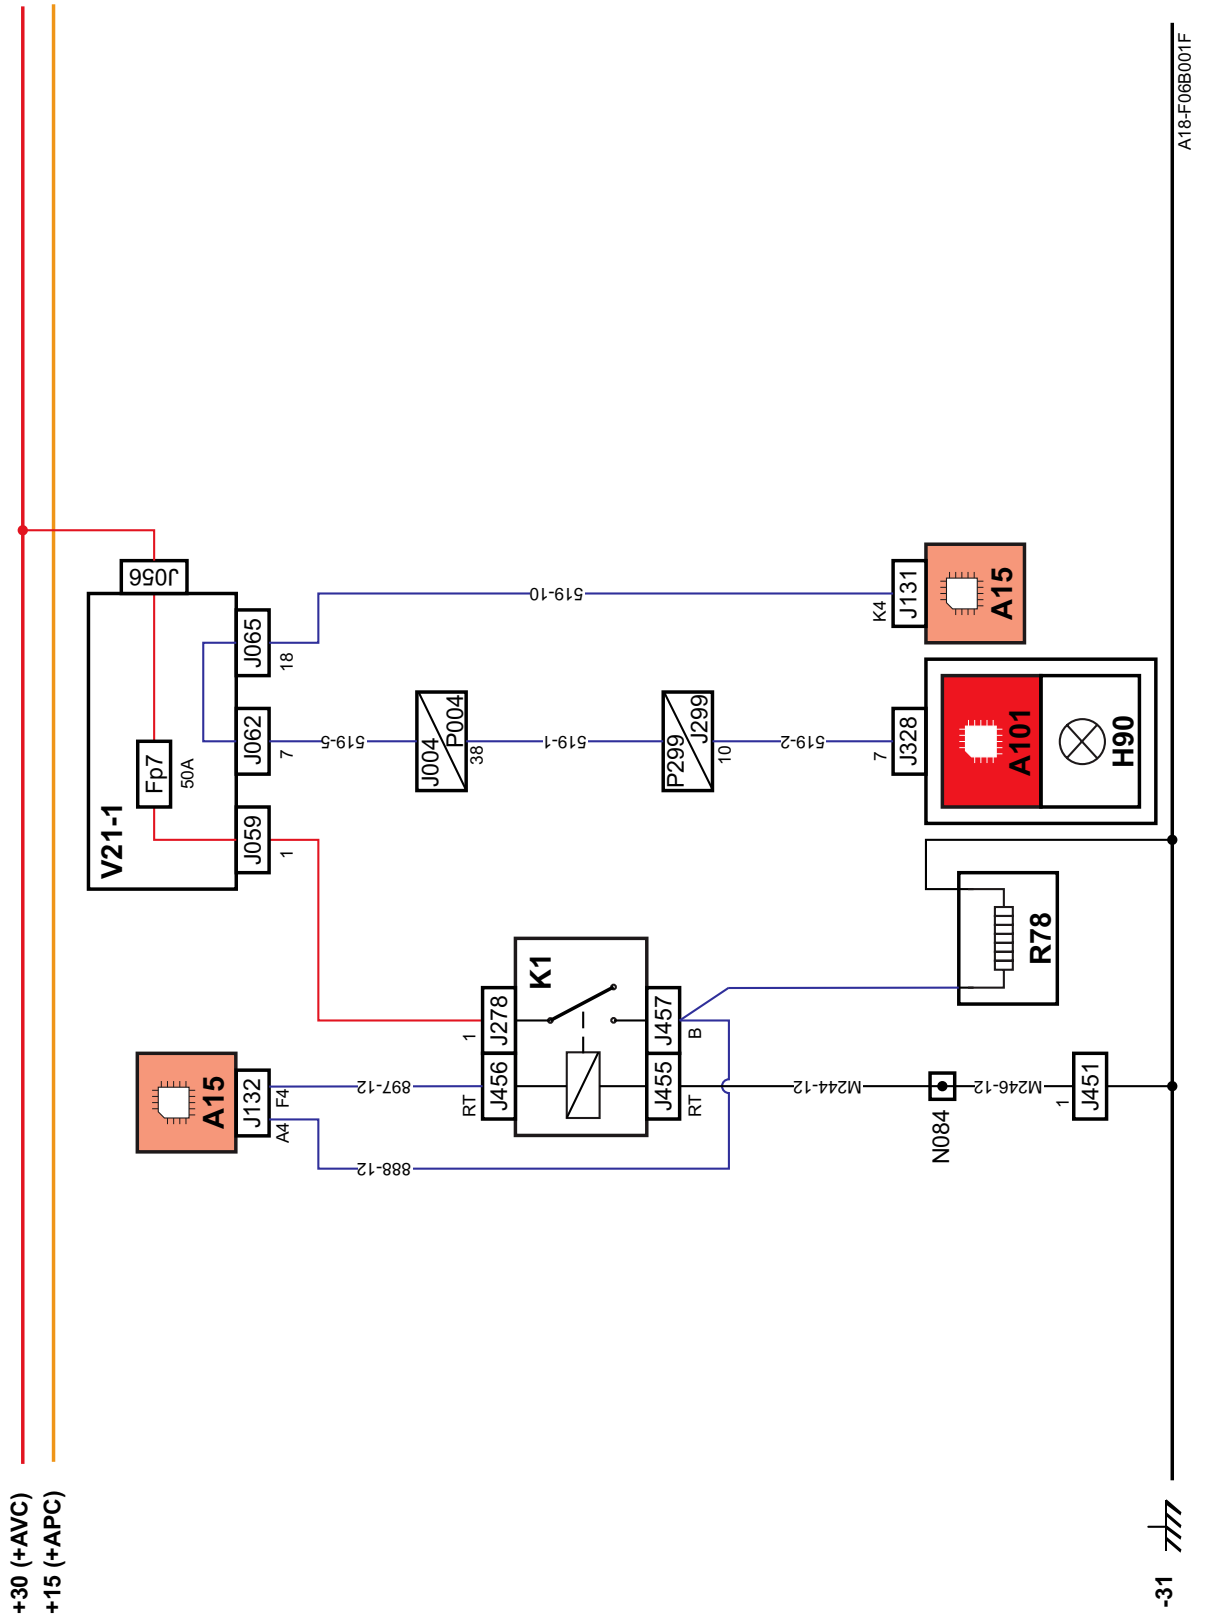 +30 (+AVC)
+15 (+APC)
V21-1
Fp7
50A
J056
J059
1
J062
7
J065
18
A15
J132
A4
F4
888-12
897-12
519-5
J004
P004
38
519-1
P299
J299
10
519-2
7
J328
A101
H90
519-10
K4
J131
A15
RT
J456
1
J278
K1
J455
RT
J457
B
M244-12
N084
M246-12
1
J451
R78
-31
A18-F06B001F